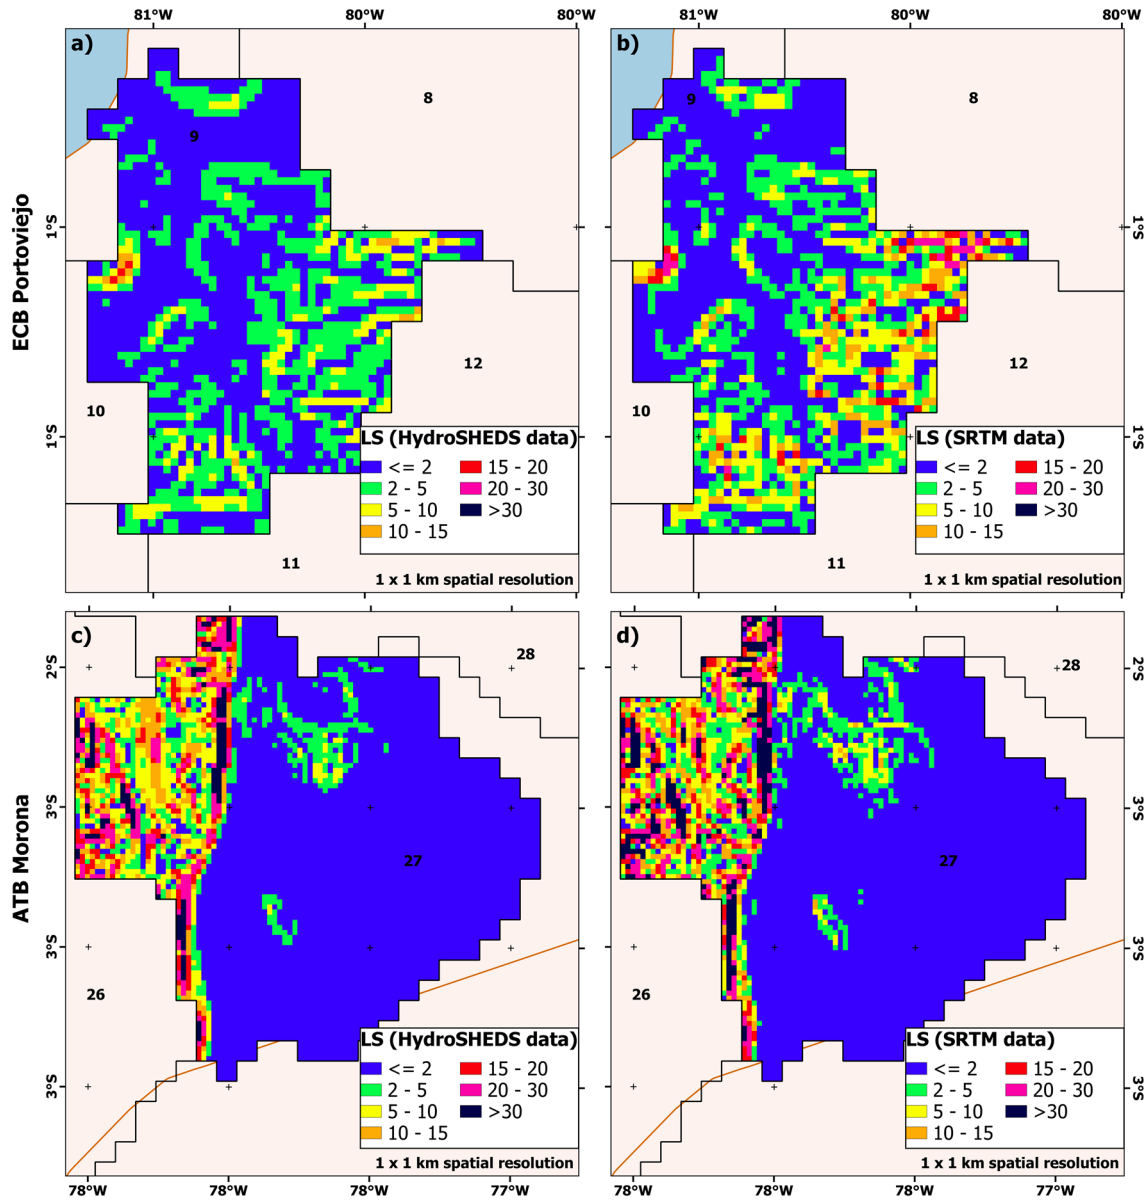 81°W 80°W 80°W 81°W 80°W 80°W
a) b)
8 8
9 9
1°S 1°S
ECB Portoviejo
12 12
10 10
1°S 1°S
LS (HydroSHEDS data) LS (SRTM data)
<= 2 15 - 20 <= 2 15 - 20
2 - 5 20 - 30 2 - 5 20 - 30
5 - 10 >30 5 - 10 >30
10 - 15 10 - 15
11 11
1 x 1 km spatial resolution 1 x 1 km spatial resolution
c) d)
28 28
2°S 2°S
3°S 3°S
27 27
ATB Morona
3°S 3°S
26 26
LS (HydroSHEDS data) LS (SRTM data)
<= 2 15 - 20 <= 2 15 - 20
2 - 5 20 - 30 2 - 5 20 - 30
5 - 10 >30 5 - 10 >30
10 - 15 10 - 15
3°S 3°S
1 x 1 km spatial resolution 1 x 1 km spatial resolution
78°W 78°W 77°W 77°W 78°W 78°W 77°W 77°W